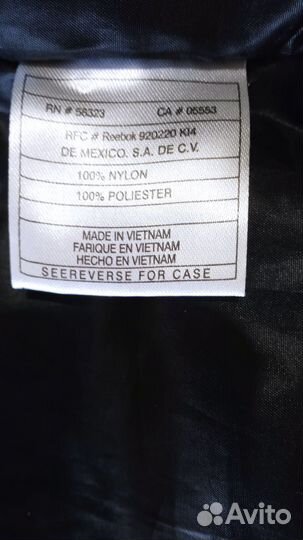 RN # 56323 CA # 05553
RFC # Reebok 920220 KI4
DE MEXICO. S.A. DE C.V.
100% NYLON
100% POLIESTER
MADE IN VIETNAM
FARIQUE EN VIETNAM
HECHO EN VIETNAM
SEEREVERSE FOR CASE
Avito